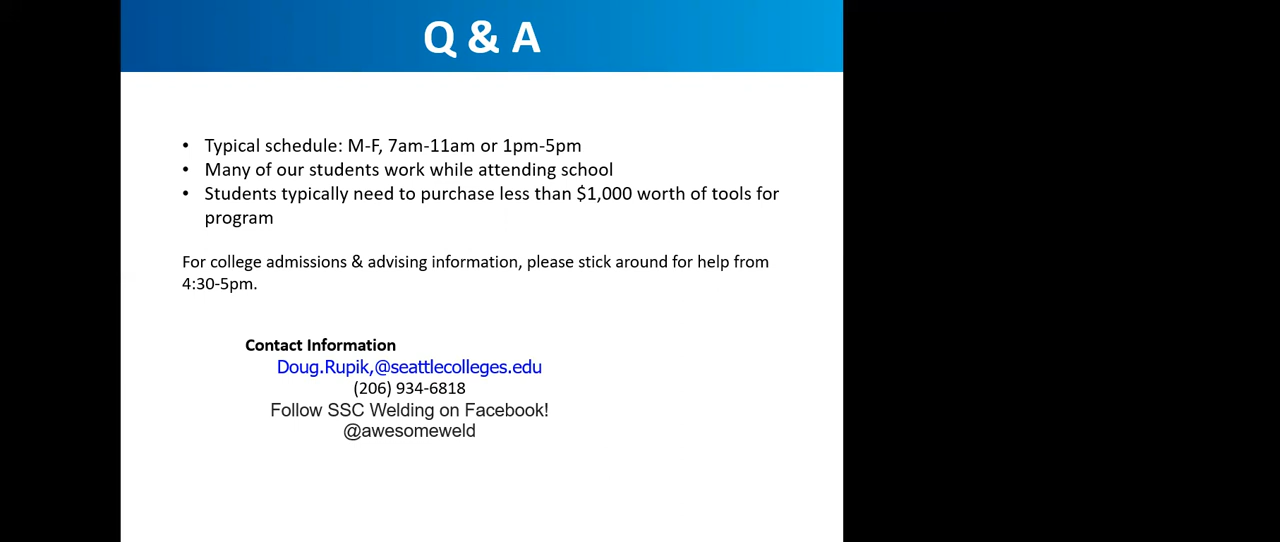 Q & A
• Typical schedule: M-F, 7am-11am or 1pm-5pm
• Many of our students work while attending school
• Students typically need to purchase less than $1,000 worth of tools for
program
For college admissions & advising information, please stick around for help from
4:30-5pm.
Contact Information
Doug.Rupik,@seattlecolleges.edu
(206) 934-6818
Follow SSC Welding on Facebook!
@awesomeweld